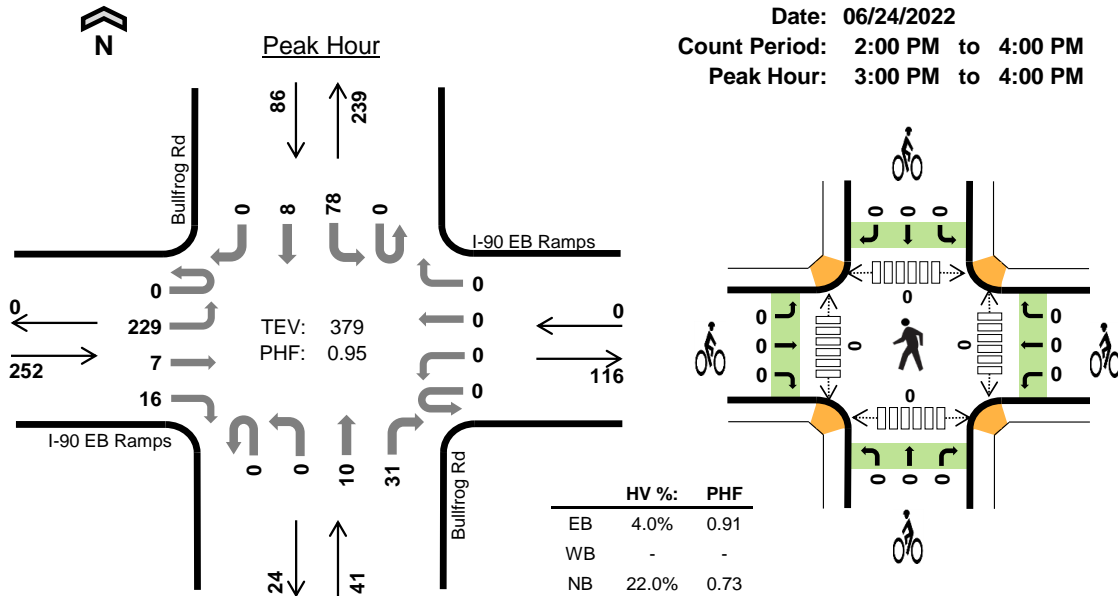 N
Peak Hour
Date: 06/24/2022
Count Period: 2:00 PM to 4:00 PM
Peak Hour: 3:00 PM to 4:00 PM
86
239
Bullfrog Rd
0
8
78
0
I-90 EB Ramps
0
229
7
16
0
252
TEV: 379
PHF: 0.95
0
0
0
0
0
116
I-90 EB Ramps
0
0
10
31
Bullfrog Rd
24
41
0 0 0
0
0
0
0
0
0
0
0
0
0
0
0 0 0
HV %: PHF
EB 4.0% 0.91
WB - -
NB 22.0% 0.73